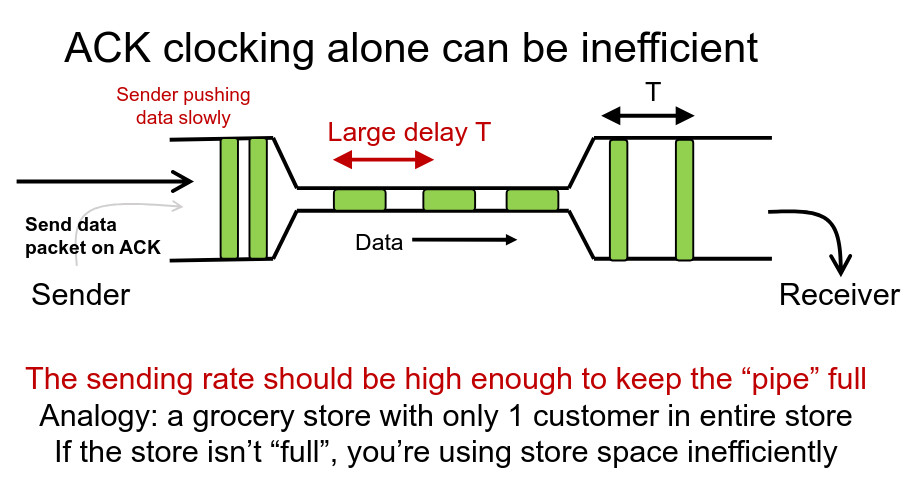 ACK clocking alone can be inefficient
Sender pushing
data slowly
T
Large delay T
Send data
packet on ACK
Data
Sender
Receiver
The sending rate should be high enough to keep the “pipe” full
Analogy: a grocery store with only 1 customer in entire store
If the store isn’t “full”, you’re using store space inefficiently